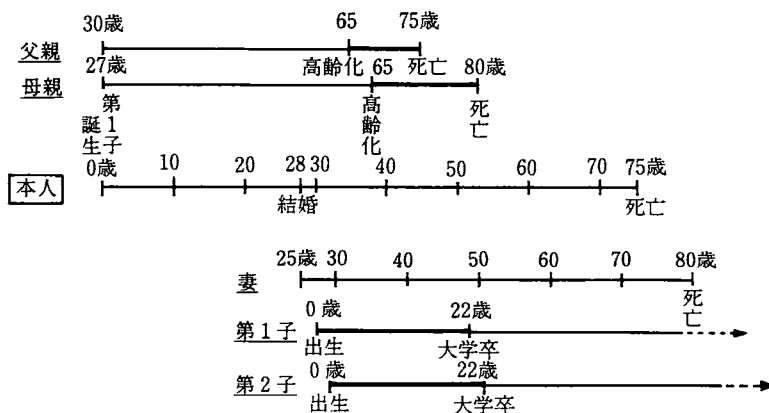 30歳 65 75歳
父親 高齢化 死亡
27歳 65 80歳
母親
第1子誕生 高齢化 死亡
0歳 10 20 28 30 40 50 60 70 75歳
本人 結婚 死亡
25歳 30 40 50 60 70 80歳
妻 死亡
0歳 22歳
第1子 出生 大学卒
0歳 22歳
第2子 出生 大学卒